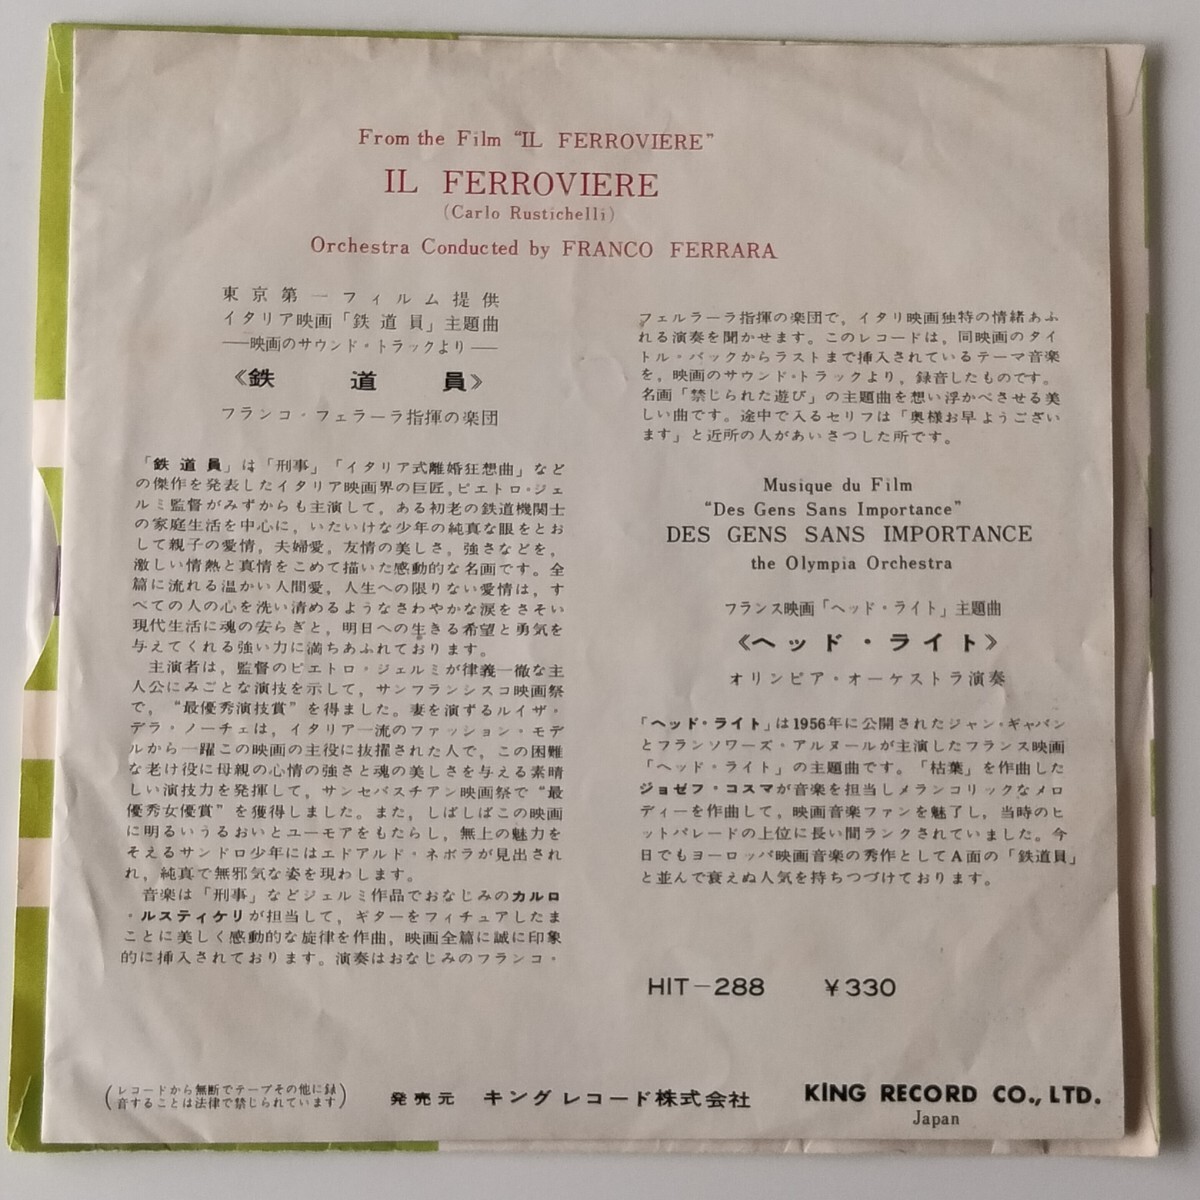 From the Film “IL FERROVIERE”
IL FERROVIERE
(Carlo Rustichelli)
Orchestra Conducted by FRANCO FERRARA
東京第一フィルム提供
イタリア映画「鉄道員」主題曲
──映画のサウンド・トラックより──
《鉄道員》
フランコ・フェラーラ指揮の楽団
「鉄道員」は「刑事」「イタリア式離婚狂想曲」など
の傑作を発表したイタリア映画界の巨匠,ピエトロ・ジェ
ルミ監督がみずからも主演して,ある初老の鉄道機関士
の家庭生活を中心に,いたいけな少年の純真な眼をとお
して親子の愛情,夫婦愛,友情の美しさ,強さなどを,
激しい情熱と真情をこめて描いた感動的な名画です。全
篇に流れる温かい人間愛,人生への限りない愛情は,す
べての人の心を洗い清めるようなさわやかな涙をさそい
現代生活に魂の安らぎと,明日への生きる希望と勇気を
与えてくれる強い力に満ちあふれております。
主演者は,監督のピエトロ・ジェルミが律義一徹な主
人公にみごとな演技を示して,サンフランシスコ映画祭
で,“最優秀演技賞”を得ました。妻を演ずるルイザ・
デラ・ノーチェは,イタリア一流のファッション・モデ
ルから一躍この映画の主役に抜擢された人で,この困難
な老け役に母親の心情の強さと魂の美しさを与える素晴
しい演技力を発揮して,サンセバスチアン映画祭で“最
優秀女優賞”を獲得しました。また,しばしばこの映画
に明るいうるおいとユーモアをもたらし,無上の魅力を
そえるサンドロ少年にはエドアルド・ネボラが見出され
れ,純真で無邪気な姿を現わします。
音楽は「刑事」などジェルミ作品でおなじみのカルロ
・ルスティケリが担当して,ギターをフィチュアしたま
ことに美しく感動的な旋律を作曲,映画全篇に誠に印象
的に挿入されております。演奏はおなじみのフランコ・
フェルラーラ指揮の楽団で,イタリ映画独特の情緒あふ
れる演奏を聞かせます。このレコードは,同映画のタイ
トル・バックからラストまで挿入されているテーマ音楽
を,映画のサウンド・トラックより,録音したものです。
名画「禁じられた遊び」の主題曲を想い浮かべさせる美
しい曲です。途中で入るセリフは「奥様お早ようござい
ます」と近所の人があいさつした所です。
Musique du Film
“Des Gens Sans Importance”
DES GENS SANS IMPORTANCE
the Olympia Orchestra
フランス映画「ヘッド・ライト」主題曲
《ヘッド・ライト》
オリンピア・オーケストラ演奏
「ヘッド・ライト」は1956年に公開されたジャン・ギャバン
とフランソワーズ・アルヌールが主演したフランス映画
「ヘッド・ライト」の主題曲です。「枯葉」を作曲した
ジョゼフ・コスマが音楽を担当しメランコリックなメロ
ディーを作曲して,映画音楽ファンを魅了し,当時のヒ
ットパレードの上位に長い間ランクされていました。今
日でもヨーロッパ映画音楽の秀作としてA面の「鉄道員」
と並んで衰えぬ人気を持ちつづけております。
HIT－288 ￥330
(レコードから無断でテープその他に録
音することは法律で禁じられています)
発売元 キングレコード株式会社
KING RECORD CO., LTD.
Japan